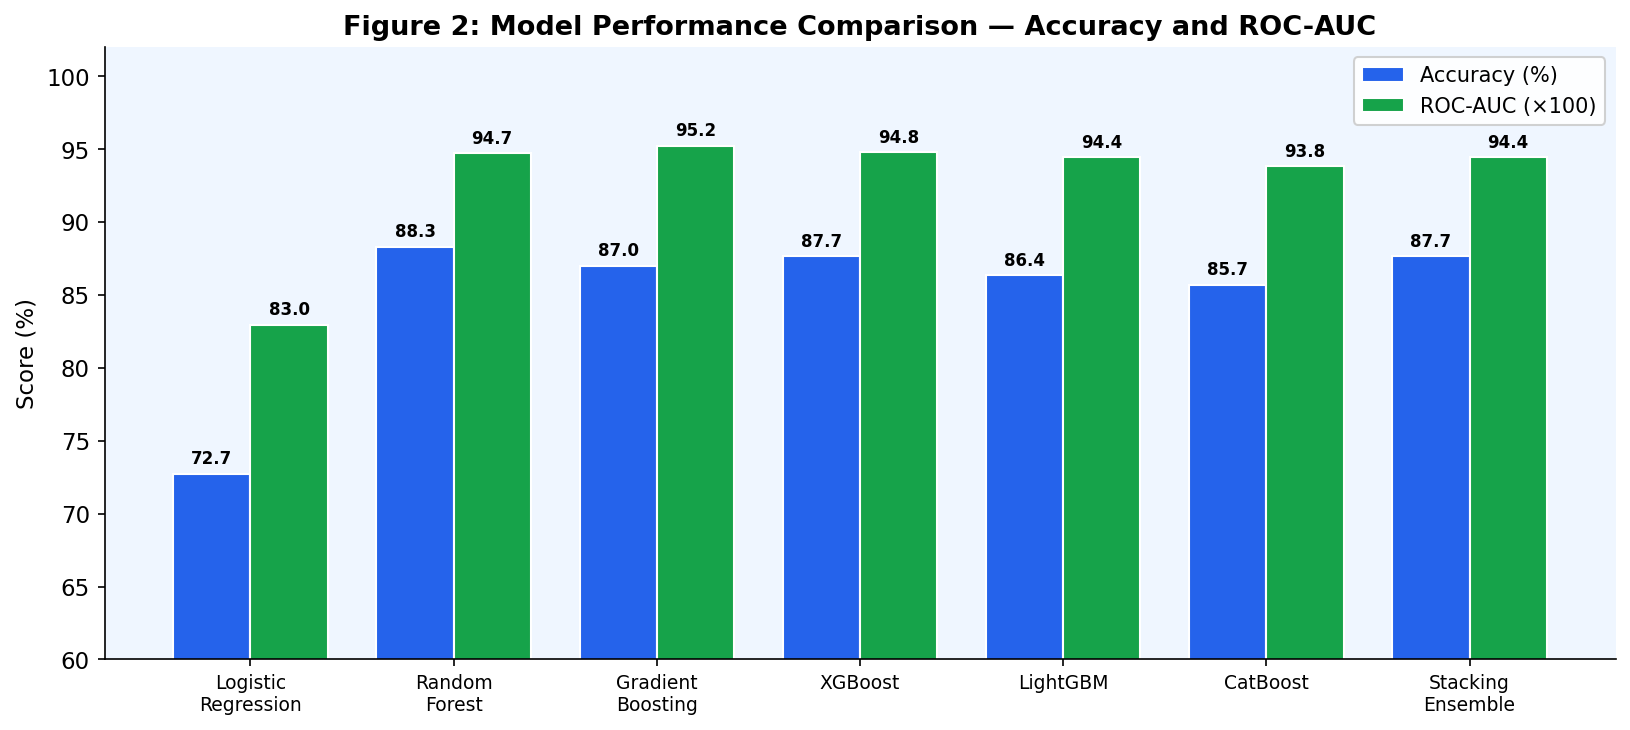 Figure 2: Model Performance Comparison — Accuracy and ROC-AUC
Accuracy (%)
ROC-AUC (×100)
Score (%)
100
95
90
85
80
75
70
65
60
72.7
83.0
88.3
94.7
87.0
95.2
87.7
94.8
86.4
94.4
85.7
93.8
87.7
94.4
Logistic
Regression
Random
Forest
Gradient
Boosting
XGBoost
LightGBM
CatBoost
Stacking
Ensemble